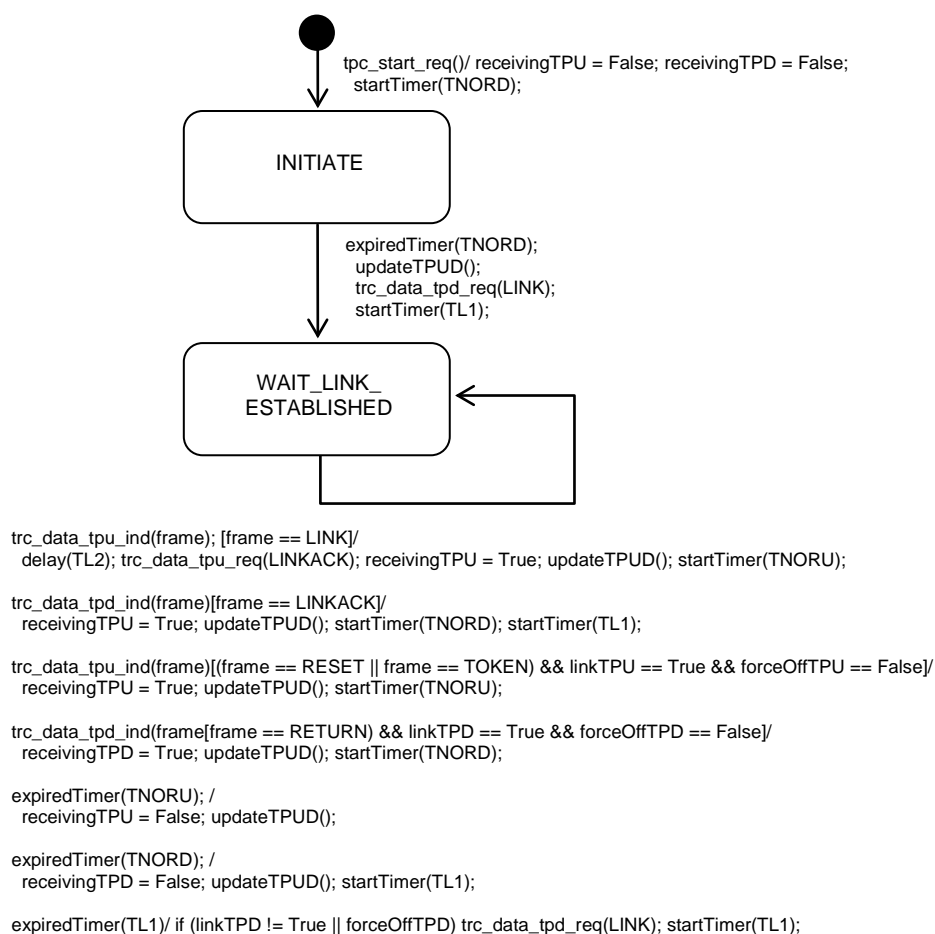 tpc_start_req()/ receivingTPU = False; receivingTPD = False;
startTimer(TNORD);
INITIATE
expiredTimer(TNORD);
updateTPUD();
trc_data_tpd_req(LINK);
startTimer(TL1);
WAIT_LINK_
ESTABLISHED
trc_data_tpu_ind(frame); [frame == LINK]/
delay(TL2); trc_data_tpu_req(LINKACK); receivingTPU = True; updateTPUD(); startTimer(TNORU);
trc_data_tpd_ind(frame)[frame == LINKACK]/
receivingTPU = True; updateTPUD(); startTimer(TNORD); startTimer(TL1);
trc_data_tpu_ind(frame)[(frame == RESET || frame == TOKEN) && linkTPU == True && forceOffTPU == False]/
receivingTPU = True; updateTPUD(); startTimer(TNORU);
trc_data_tpd_ind(frame[frame == RETURN) && linkTPD == True && forceOffTPD == False]/
receivingTPD = True; updateTPUD(); startTimer(TNORD);
expiredTimer(TNORU); /
receivingTPU = False; updateTPUD();
expiredTimer(TNORD); /
receivingTPD = False; updateTPUD(); startTimer(TL1);
expiredTimer(TL1)/ if (linkTPD != True || forceOffTPD) trc_data_tpd_req(LINK); startTimer(TL1);